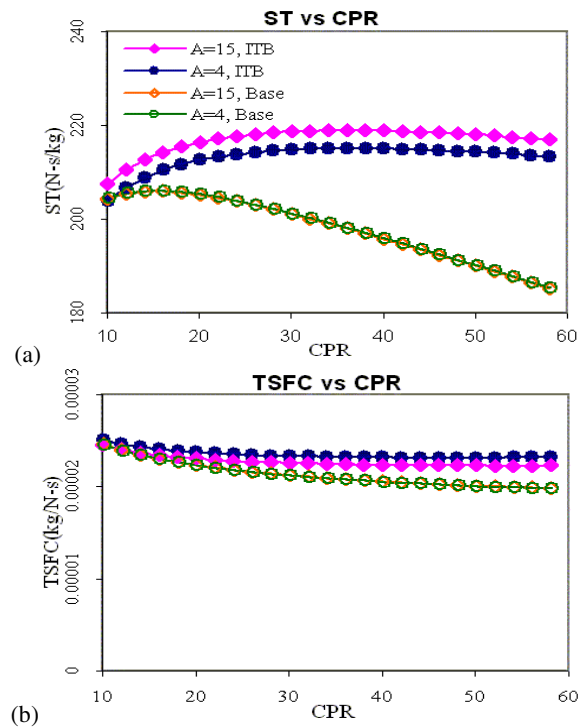 ST vs CPR
240
220
200
180
ST(N-s/kg)
A=15, ITB
A=4, ITB
A=15, Base
A=4, Base
10 20 30 40 50 60
CPR
(a)
TSFC vs CPR
0.00003
0.00002
0.00001
0
TSFC(kg/N-s)
10 20 30 40 50 60
CPR
(b)